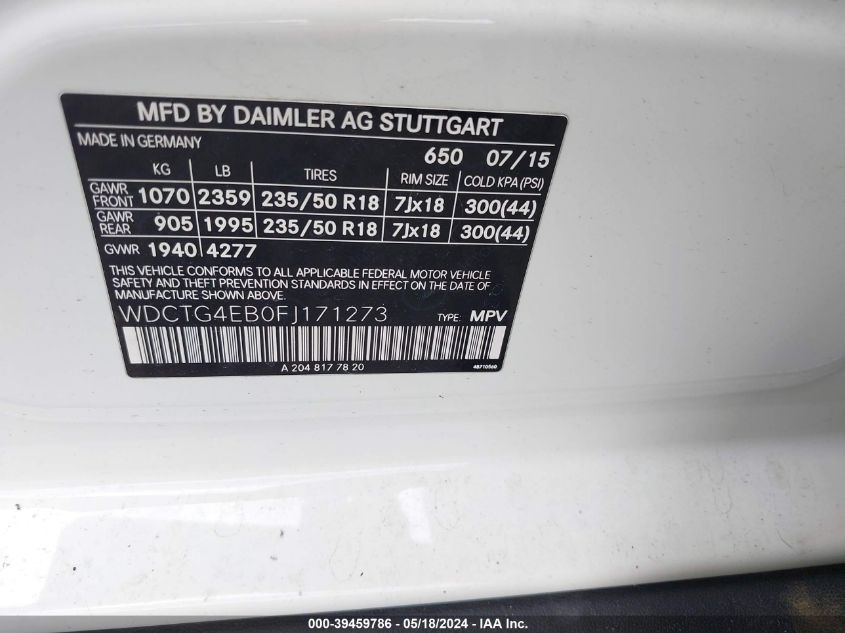 MFD BY DAIMLER AG STUTTGART
MADE IN GERMANY
650 07/15
KG LB TIRES RIM SIZE COLD KPA (PSI)
GAWR FRONT 1070 2359 235/50 R18 7Jx18 300(44)
GAWR REAR 905 1995 235/50 R18 7Jx18 300(44)
GVWR 1940 4277
THIS VEHICLE CONFORMS TO ALL APPLICABLE FEDERAL MOTOR VEHICLE
SAFETY AND THEFT PREVENTION STANDARDS IN EFFECT ON THE DATE OF
MANUFACTURE SHOWN ABOVE.
WDCTG4EB0FJ171273 TYPE: MPV
A 204 817 78 20
000-39459786 - 05/18/2024 - IAA Inc.